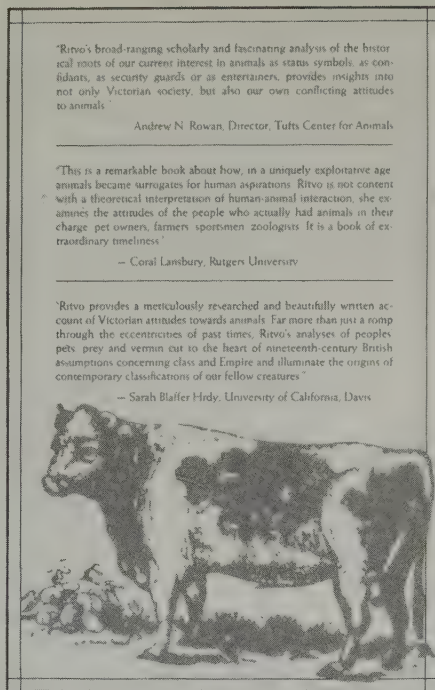 "Ritvo's broad-ranging scholarly and fascinating analysis of the histor
ical roots of our current interest in animals as status symbols, as con-
fidants, as security guards or as entertainers, provides insights into
not only Victorian society, but also our own conflicting attitudes
to animals."
Andrew N. Rowan, Director, Tufts Center for Animals
"This is a remarkable book about how, in a uniquely exploitative age
animals became surrogates for human aspirations Ritvo is not content
with a theoretical interpretation of human-animal interaction, she ex-
amines the attitudes of the people who actually had animals in their
charge pet owners, farmers sportsmen zoologists It is a book of ex-
traordinary timeliness"
— Coral Lansbury, Rutgers University
"Ritvo provides a meticulously researched and beautifully written ac-
count of Victorian attitudes towards animals Far more than just a romp
through the eccentricities of past times, Ritvo's analyses of peoples
pets, prey and vermin cut to the heart of nineteenth-century British
assumptions concerning class and Empire and illuminate the origins of
contemporary classifications of our fellow creatures"
— Sarah Blaffer Hrdy, University of California, Davis